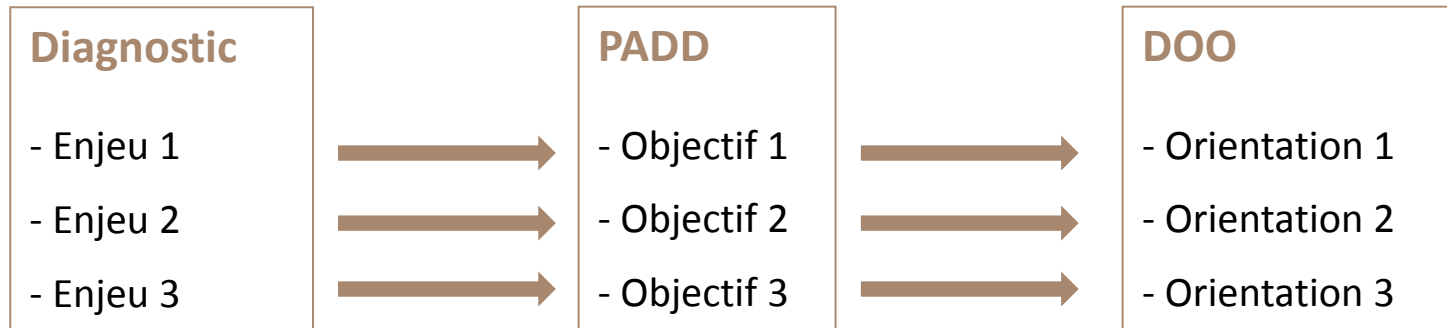 Diagnostic
- Enjeu 1
- Enjeu 2
- Enjeu 3
PADD
- Objectif 1
- Objectif 2
- Objectif 3
DOO
- Orientation 1
- Orientation 2
- Orientation 3